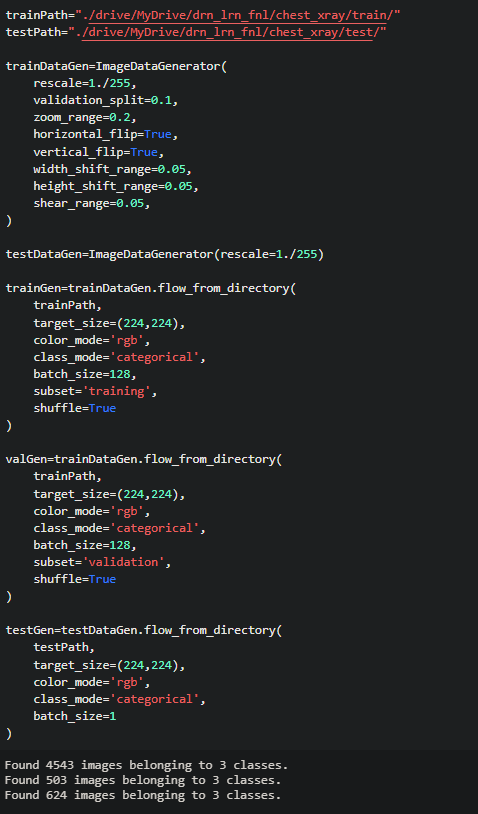 trainPath="./drive/MyDrive/drn_lrn_fnl/chest_xray/train/"
testPath="./drive/MyDrive/drn_lrn_fnl/chest_xray/test/"
trainDataGen=ImageDataGenerator(
rescale=1./255,
validation_split=0.1,
zoom_range=0.2,
horizontal_flip=True,
vertical_flip=True,
width_shift_range=0.05,
height_shift_range=0.05,
shear_range=0.05,
)
testDataGen=ImageDataGenerator(rescale=1./255)
trainGen=trainDataGen.flow_from_directory(
trainPath,
target_size=(224,224),
color_mode='rgb',
class_mode='categorical',
batch_size=128,
subset='training',
shuffle=True
)
valGen=trainDataGen.flow_from_directory(
trainPath,
target_size=(224,224),
color_mode='rgb',
class_mode='categorical',
batch_size=128,
subset='validation',
shuffle=True
)
testGen=testDataGen.flow_from_directory(
testPath,
target_size=(224,224),
color_mode='rgb',
class_mode='categorical',
batch_size=1
)
Found 4543 images belonging to 3 classes.
Found 503 images belonging to 3 classes.
Found 624 images belonging to 3 classes.